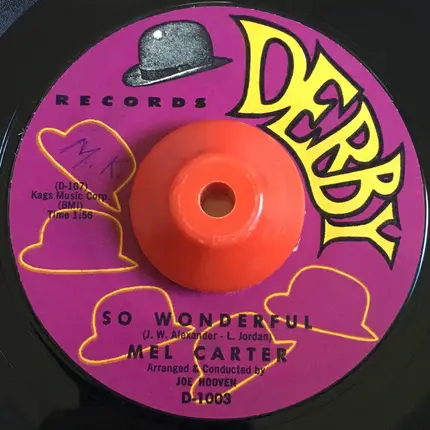 DERBY
RECORDS
M. K.
(D-107)
Kags Music Corp.
(BMI)
Time 1:56
SO WONDERFUL
(J. W. Alexander - L. Jordan)
MEL CARTER
Arranged & Conducted by
JOE HOOVEN
D-1003